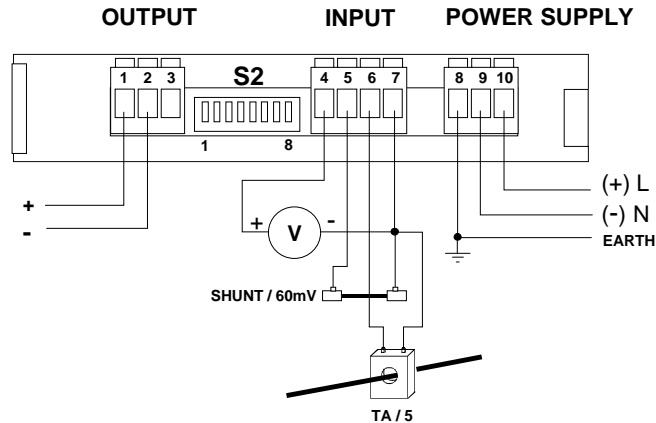 OUTPUT INPUT POWER SUPPLY
1 2 3 S2 4 5 6 7 8 9 10
1 8
+
-
+ V -
(+) L
(-) N
EARTH
SHUNT / 60mV
TA / 5